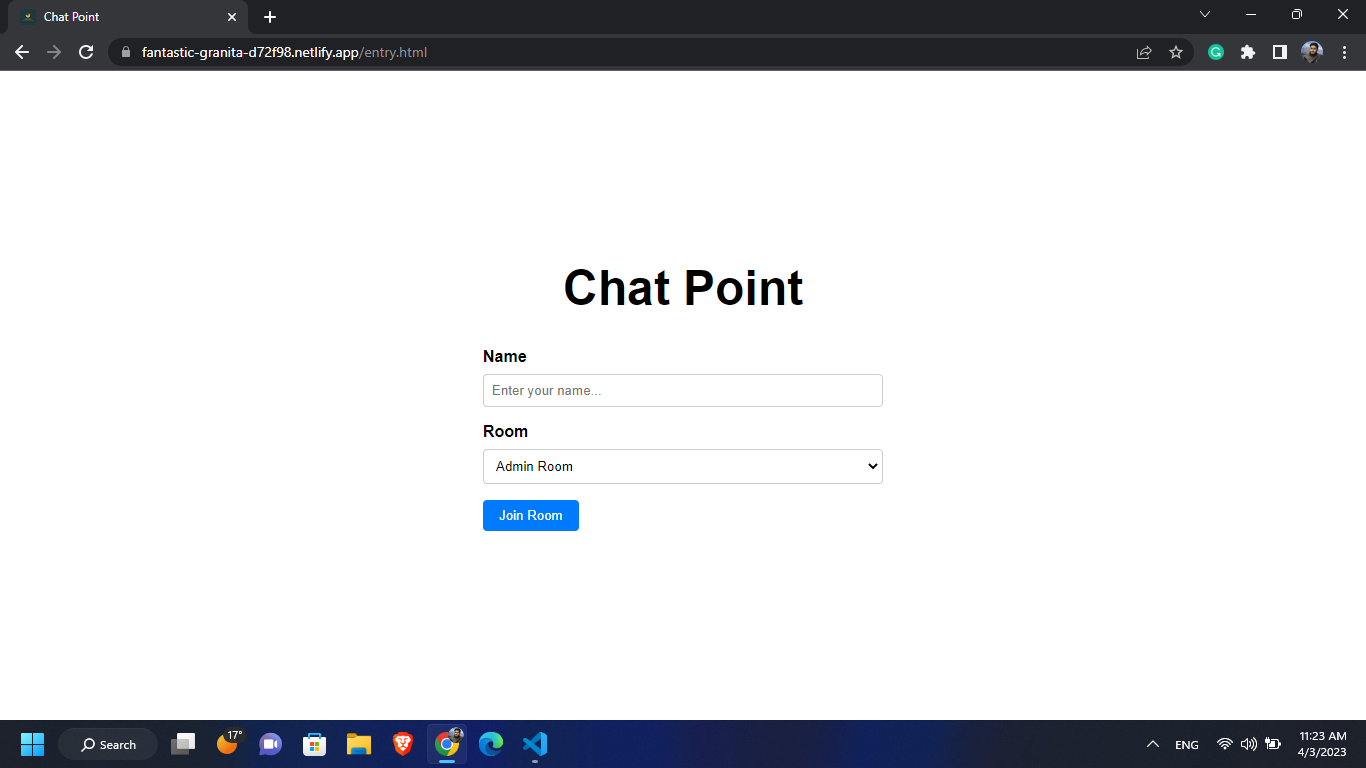 Chat Point
fantastic-granita-d72f98.netlify.app/entry.html
Chat Point
Name
Enter your name...
Room
Admin Room
Join Room
17°
Search
ENG
11:23 AM
4/3/2023